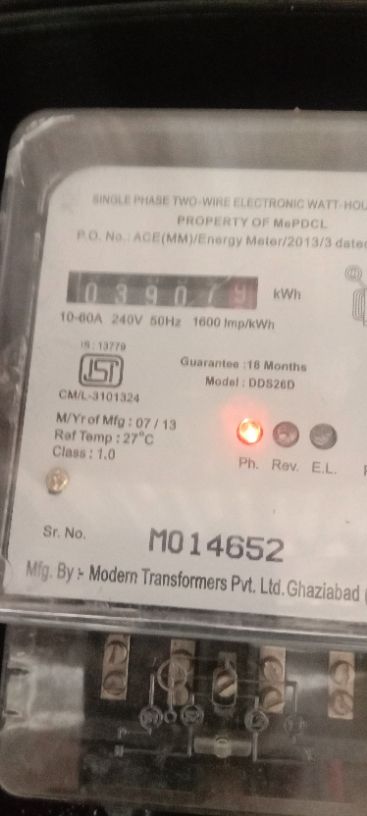 SINGLE PHASE TWO-WIRE ELECTRONIC WATT-HOU
PROPERTY OF MePDCL
P.O. No.: ACE(MM)/Energy Meter/2013/3 dated
039079 kWh
10-60A 240V 50Hz 1600 Imp/kWh
IS : 13779
ISI
CM/L-3101324
Guarantee :18 Months
Model : DDS26D
M/Yr of Mfg : 07 / 13
Ref Temp : 27°C
Class : 1.0
Ph. Rev. E.L.
Sr. No. M014652
Mfg. By :- Modern Transformers Pvt. Ltd. Ghaziabad (